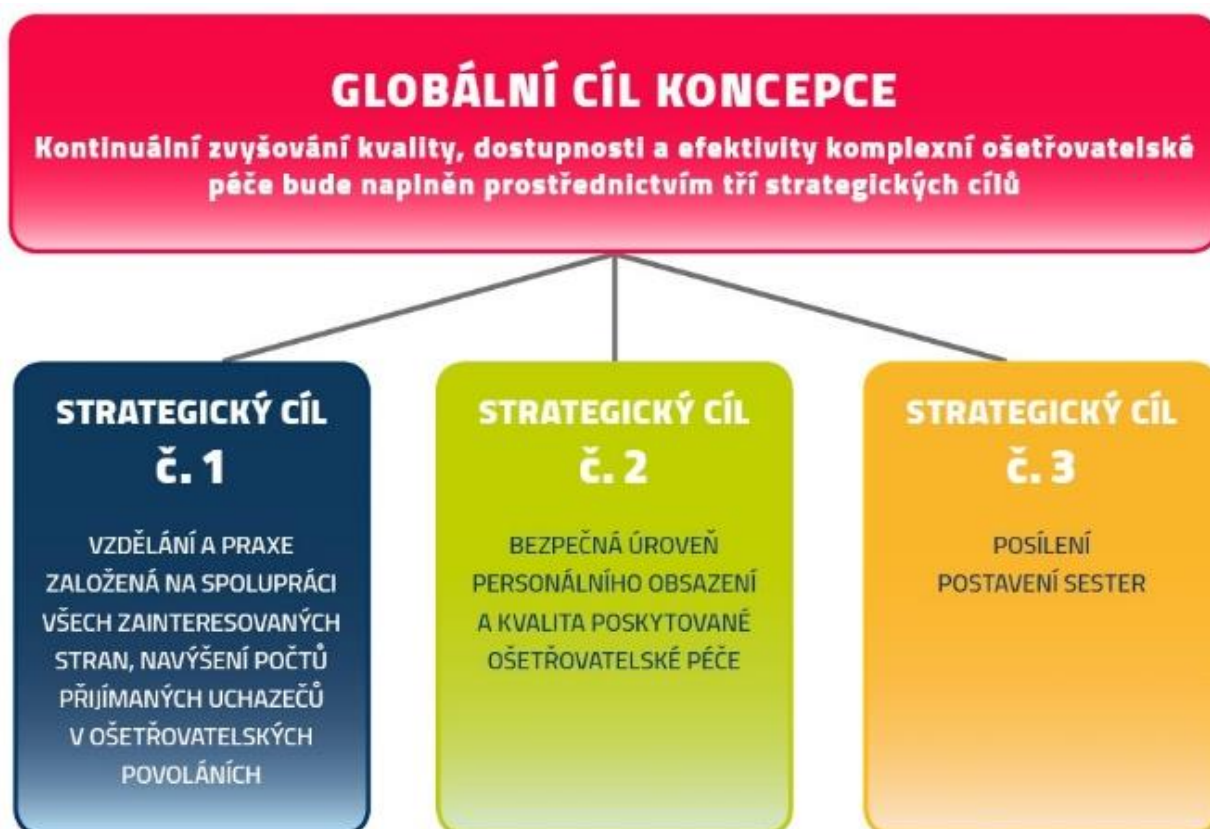 GLOBÁLNÍ CÍL KONCEPCE
Kontinuální zvyšování kvality, dostupnosti a efektivity komplexní ošetřovatelské
péče bude naplněn prostřednictvím tří strategických cílů
STRATEGICKÝ CÍL
č. 1
VZDĚLÁNÍ A PRAXE
ZALOŽENÁ NA SPOLUPRÁCI
VŠECH ZAINTERESOVANÝCH
STRAN, NAVÝŠENÍ POČTŮ
PŘIJÍMANÝCH UCHAZEČŮ
V OŠETŘOVATELSKÝCH
POVOLÁNÍCH
STRATEGICKÝ CÍL
č. 2
BEZPEČNÁ ÚROVEŇ
PERSONÁLNÍHO OBSAZENÍ
A KVALITA POSKYTOVANÉ
OŠETŘOVATELSKÉ PÉČE
STRATEGICKÝ CÍL
č. 3
POSÍLENÍ
POSTAVENÍ SESTER